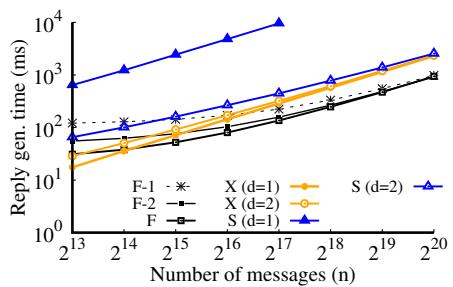 Reply gen. time (ms)
10^4
10^3
10^2
10^1
10^0
F-1 X (d=1) S (d=2)
F-2 X (d=2)
F S (d=1)
2^13 2^14 2^15 2^16 2^17 2^18 2^19 2^20
Number of messages (n)